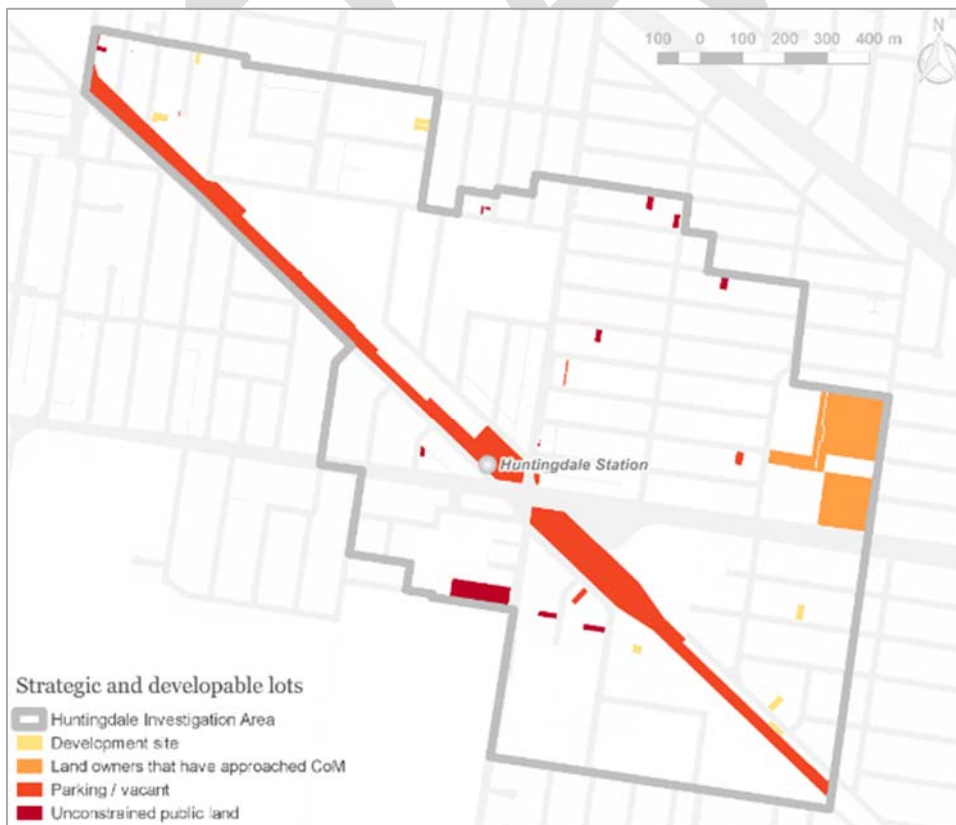 100 0 100 200 300 400 m
N
Huntingdale Station
Strategic and developable lots
Huntingdale Investigation Area
Development site
Land owners that have approached CoM
Parking / vacant
Unconstrained public land